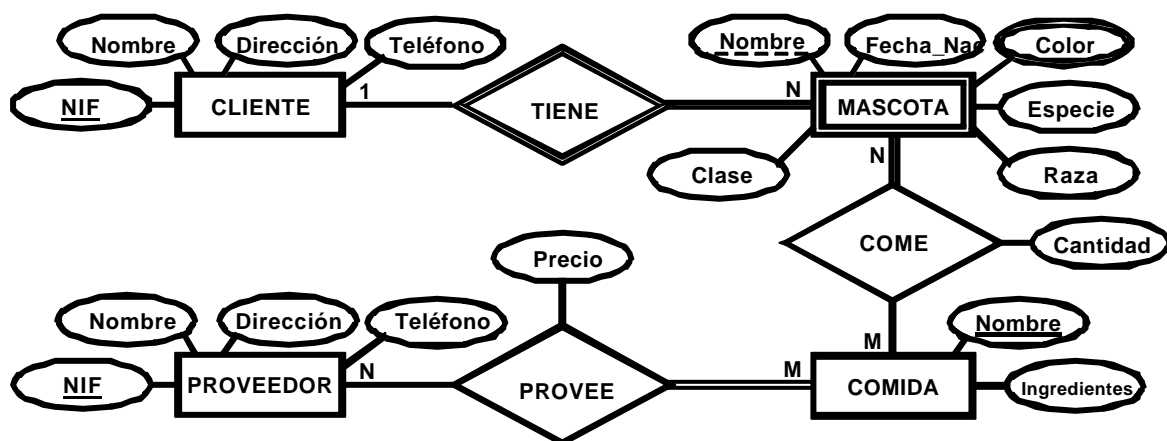 Nombre Dirección Teléfono Nombre Fecha_Nac Color
NIF CLIENTE 1 TIENE N MASCOTA Especie
Clase N Raza
COME Cantidad
Precio
Nombre Dirección Teléfono M Nombre
NIF PROVEEDOR N PROVEE M COMIDA Ingredientes